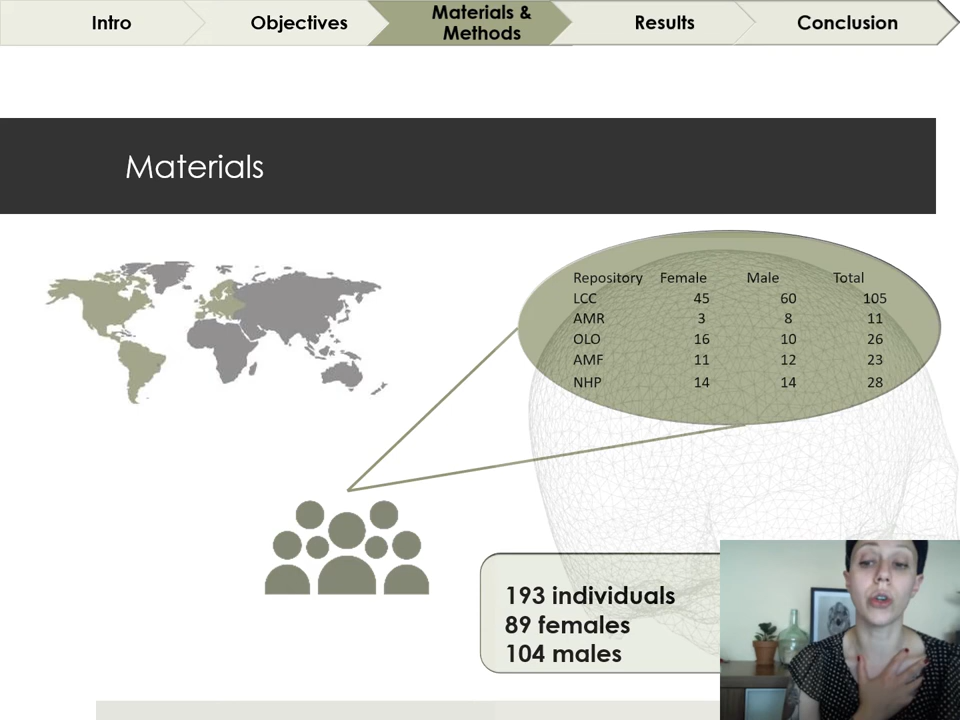 Intro
Objectives
Materials &
Methods
Results
Conclusion
Materials
Repository Female Male Total
LCC 45 60 105
AMR 3 8 11
OLO 16 10 26
AMF 11 12 23
NHP 14 14 28
193 individuals
89 females
104 males